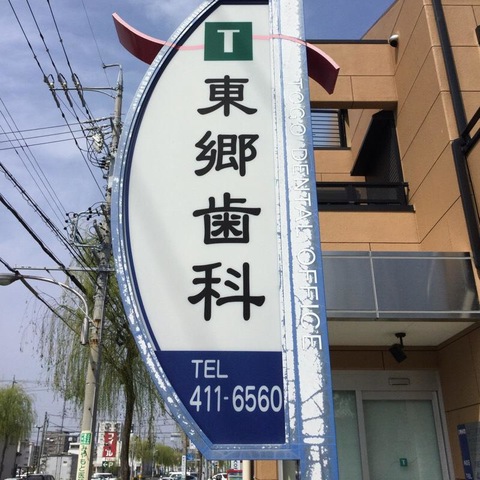 T
東郷歯科
TEL
411-6560
TOGO DENTAL OFFICE
T